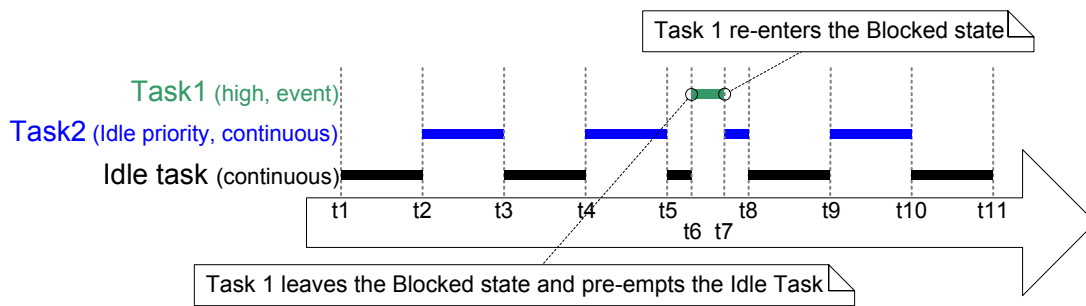 Task 1 re-enters the Blocked state
Task1 (high, event)
Task2 (Idle priority, continuous)
Idle task (continuous)
t1 t2 t3 t4 t5 t8 t9 t10 t11
t6 t7
Task 1 leaves the Blocked state and pre-empts the Idle Task